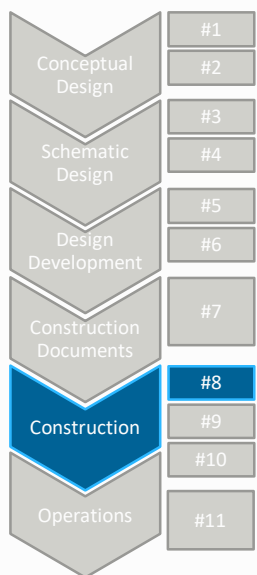 Conceptual
Design
#1
#2
Schematic
Design
#3
#4
Design
Development
#5
#6
Construction
Documents
#7
Construction
#8
#9
#10
Operations
#11